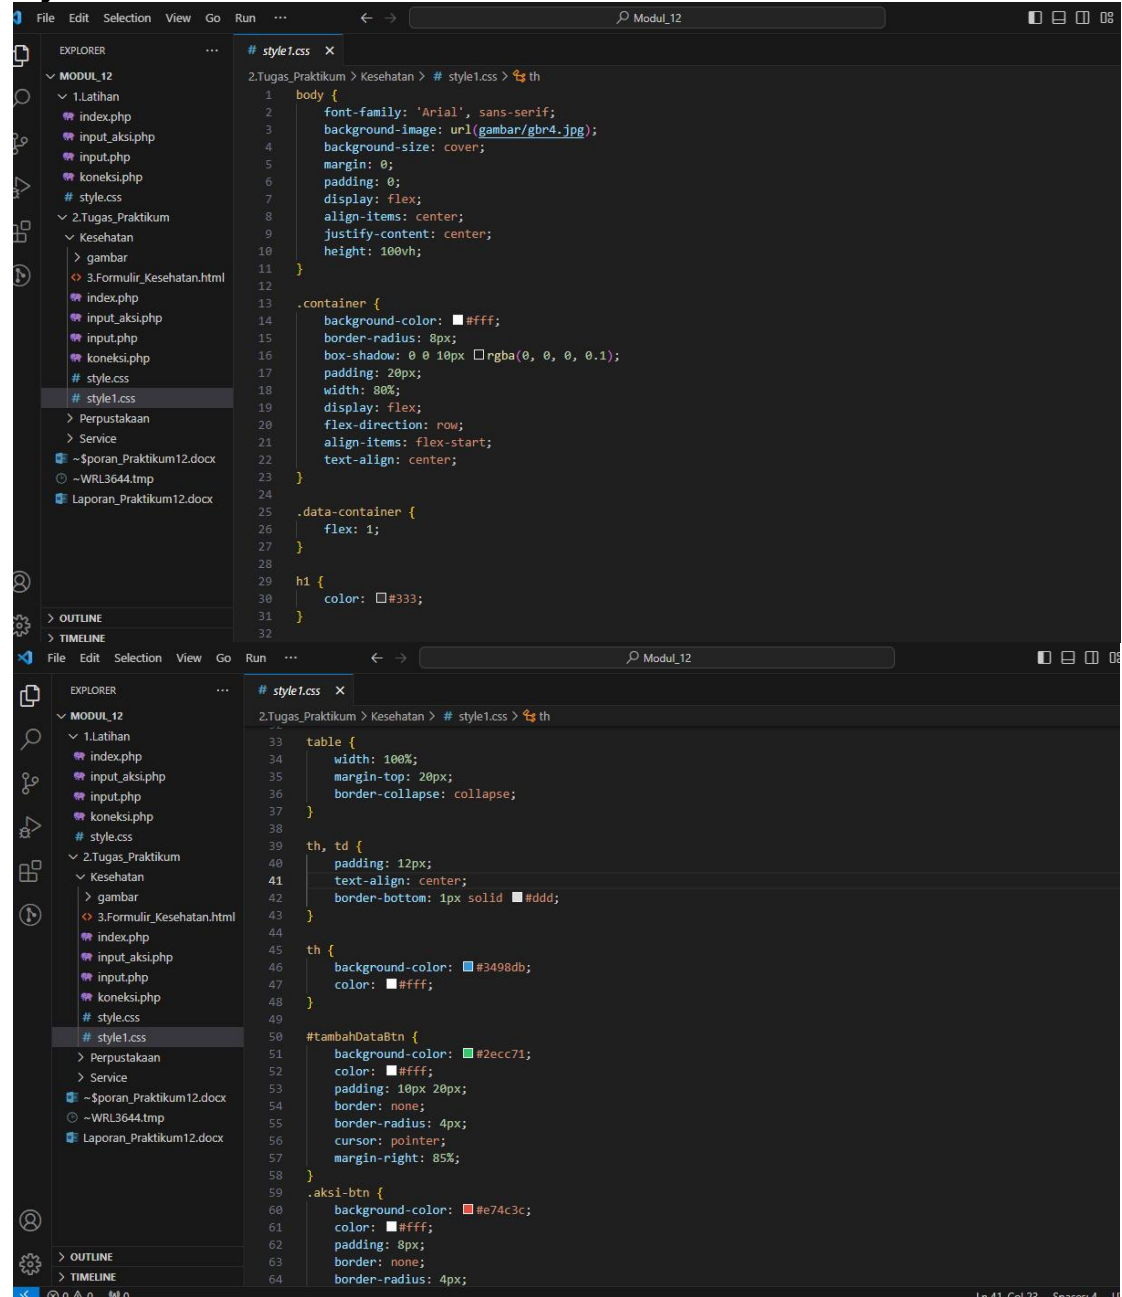 File Edit Selection View Go Run ··· ← → Modul_12
EXPLORER ···
MODUL_12
1.Latihan
index.php
input_aksi.php
input.php
koneksi.php
# style.css
2.Tugas_Praktikum
Kesehatan
> gambar
<> 3.Formulir_Kesehatan.html
index.php
input_aksi.php
input.php
koneksi.php
# style.css
# style1.css
> Perpustakaan
> Service
~$poran_Praktikum12.docx
~WRL3644.tmp
Laporan_Praktikum12.docx
> OUTLINE
> TIMELINE
# style1.css ×
2.Tugas_Praktikum > Kesehatan > # style1.css > th
1 body {
2 font-family: 'Arial', sans-serif;
3 background-image: url(gambar/gbr4.jpg);
4 background-size: cover;
5 margin: 0;
6 padding: 0;
7 display: flex;
8 align-items: center;
9 justify-content: center;
10 height: 100vh;
11 }
12
13 .container {
14 background-color: #fff;
15 border-radius: 8px;
16 box-shadow: 0 0 10px rgba(0, 0, 0, 0.1);
17 padding: 20px;
18 width: 80%;
19 display: flex;
20 flex-direction: row;
21 align-items: flex-start;
22 text-align: center;
23 }
24
25 .data-container {
26 flex: 1;
27 }
28
29 h1 {
30 color: #333;
31 }
32
File Edit Selection View Go Run ··· ← → Modul_12
EXPLORER ···
MODUL_12
1.Latihan
index.php
input_aksi.php
input.php
koneksi.php
# style.css
2.Tugas_Praktikum
Kesehatan
> gambar
<> 3.Formulir_Kesehatan.html
index.php
input_aksi.php
input.php
koneksi.php
# style.css
# style1.css
> Perpustakaan
> Service
~$poran_Praktikum12.docx
~WRL3644.tmp
Laporan_Praktikum12.docx
> OUTLINE
> TIMELINE
# style1.css ×
2.Tugas_Praktikum > Kesehatan > # style1.css > th
33 table {
34 width: 100%;
35 margin-top: 20px;
36 border-collapse: collapse;
37 }
38
39 th, td {
40 padding: 12px;
41 text-align: center;
42 border-bottom: 1px solid #ddd;
43 }
44
45 th {
46 background-color: #3498db;
47 color: #fff;
48 }
49
50 #tambahDataBtn {
51 background-color: #2ecc71;
52 color: #fff;
53 padding: 10px 20px;
54 border: none;
55 border-radius: 4px;
56 cursor: pointer;
57 margin-right: 85%;
58 }
59 .aksi-btn {
60 background-color: #e74c3c;
61 color: #fff;
62 padding: 8px;
63 border: none;
64 border-radius: 4px;